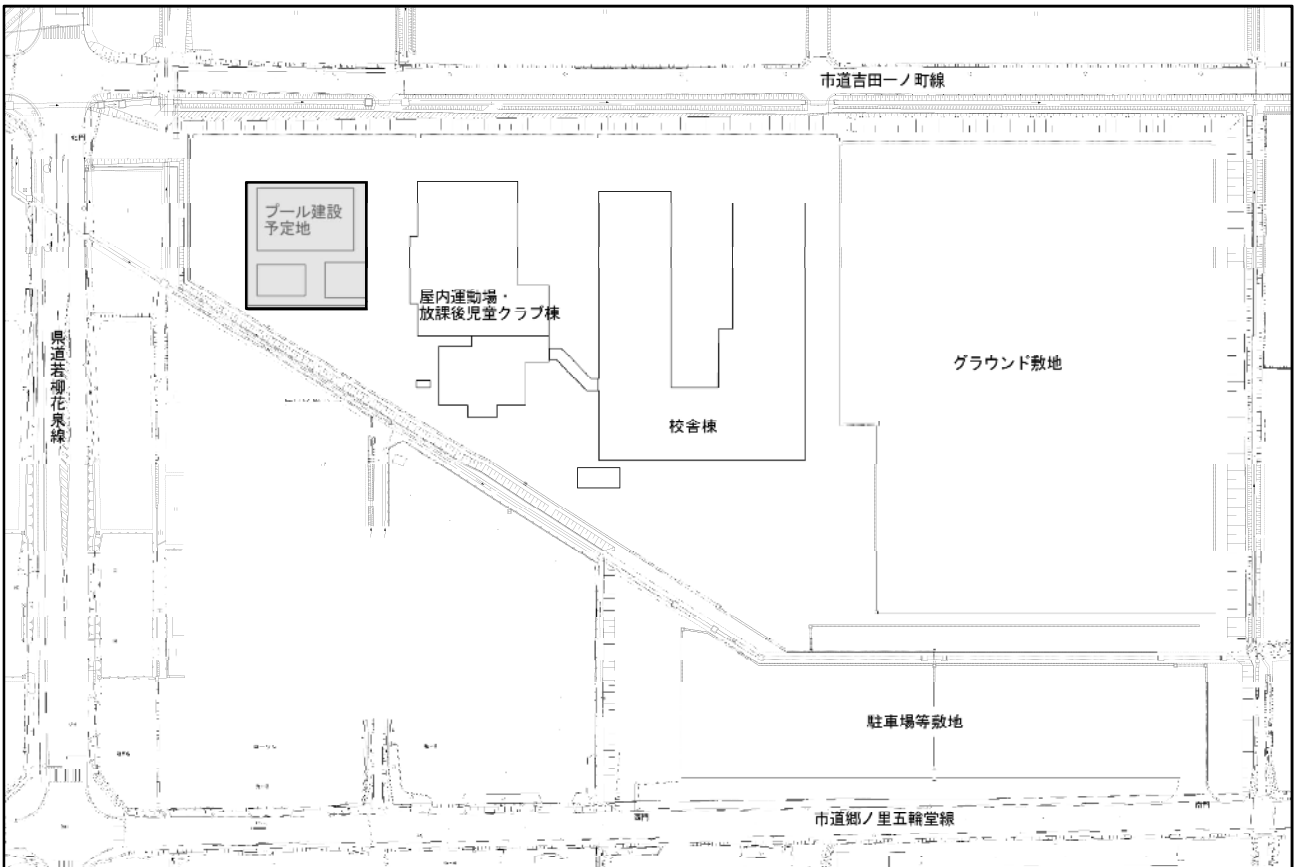 市道吉田一ノ町線
プール建設
予定地
屋内運動場・
放課後児童クラブ棟
県道若柳花泉線
グラウンド敷地
校舎棟
駐車場等敷地
市道郷ノ里五輪堂線